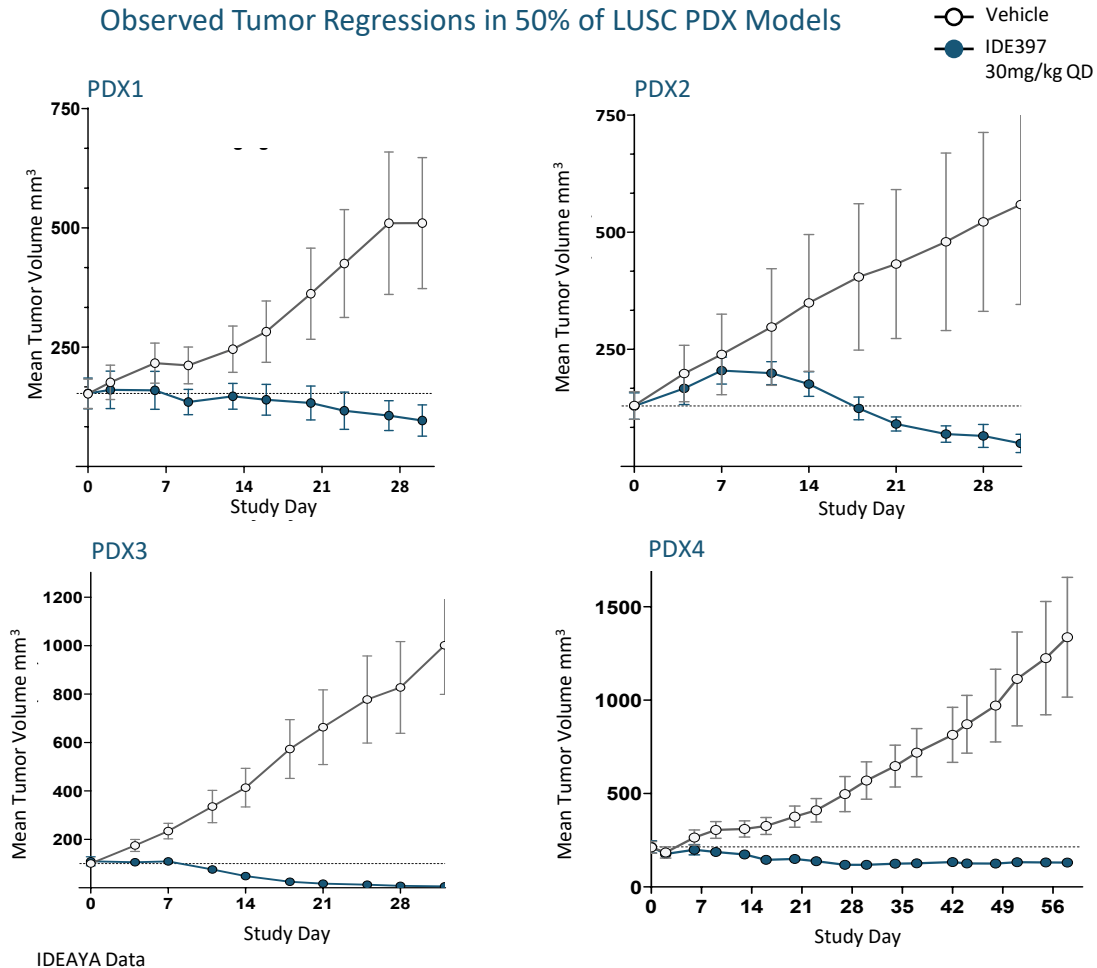 Observed Tumor Regressions in 50% of LUSC PDX Models
Vehicle
IDE397
30mg/kg QD
PDX1
Mean Tumor Volume mm³
750
500
250
0 7 14 21 28
Study Day
PDX2
Mean Tumor Volume mm³
750
500
250
0 7 14 21 28
Study Day
PDX3
Mean Tumor Volume mm³
1200
1000
800
600
400
200
0 7 14 21 28
Study Day
PDX4
Mean Tumor Volume mm³
1500
1000
500
0
0 7 14 21 28 35 42 49 56
Study Day
IDEAYA Data